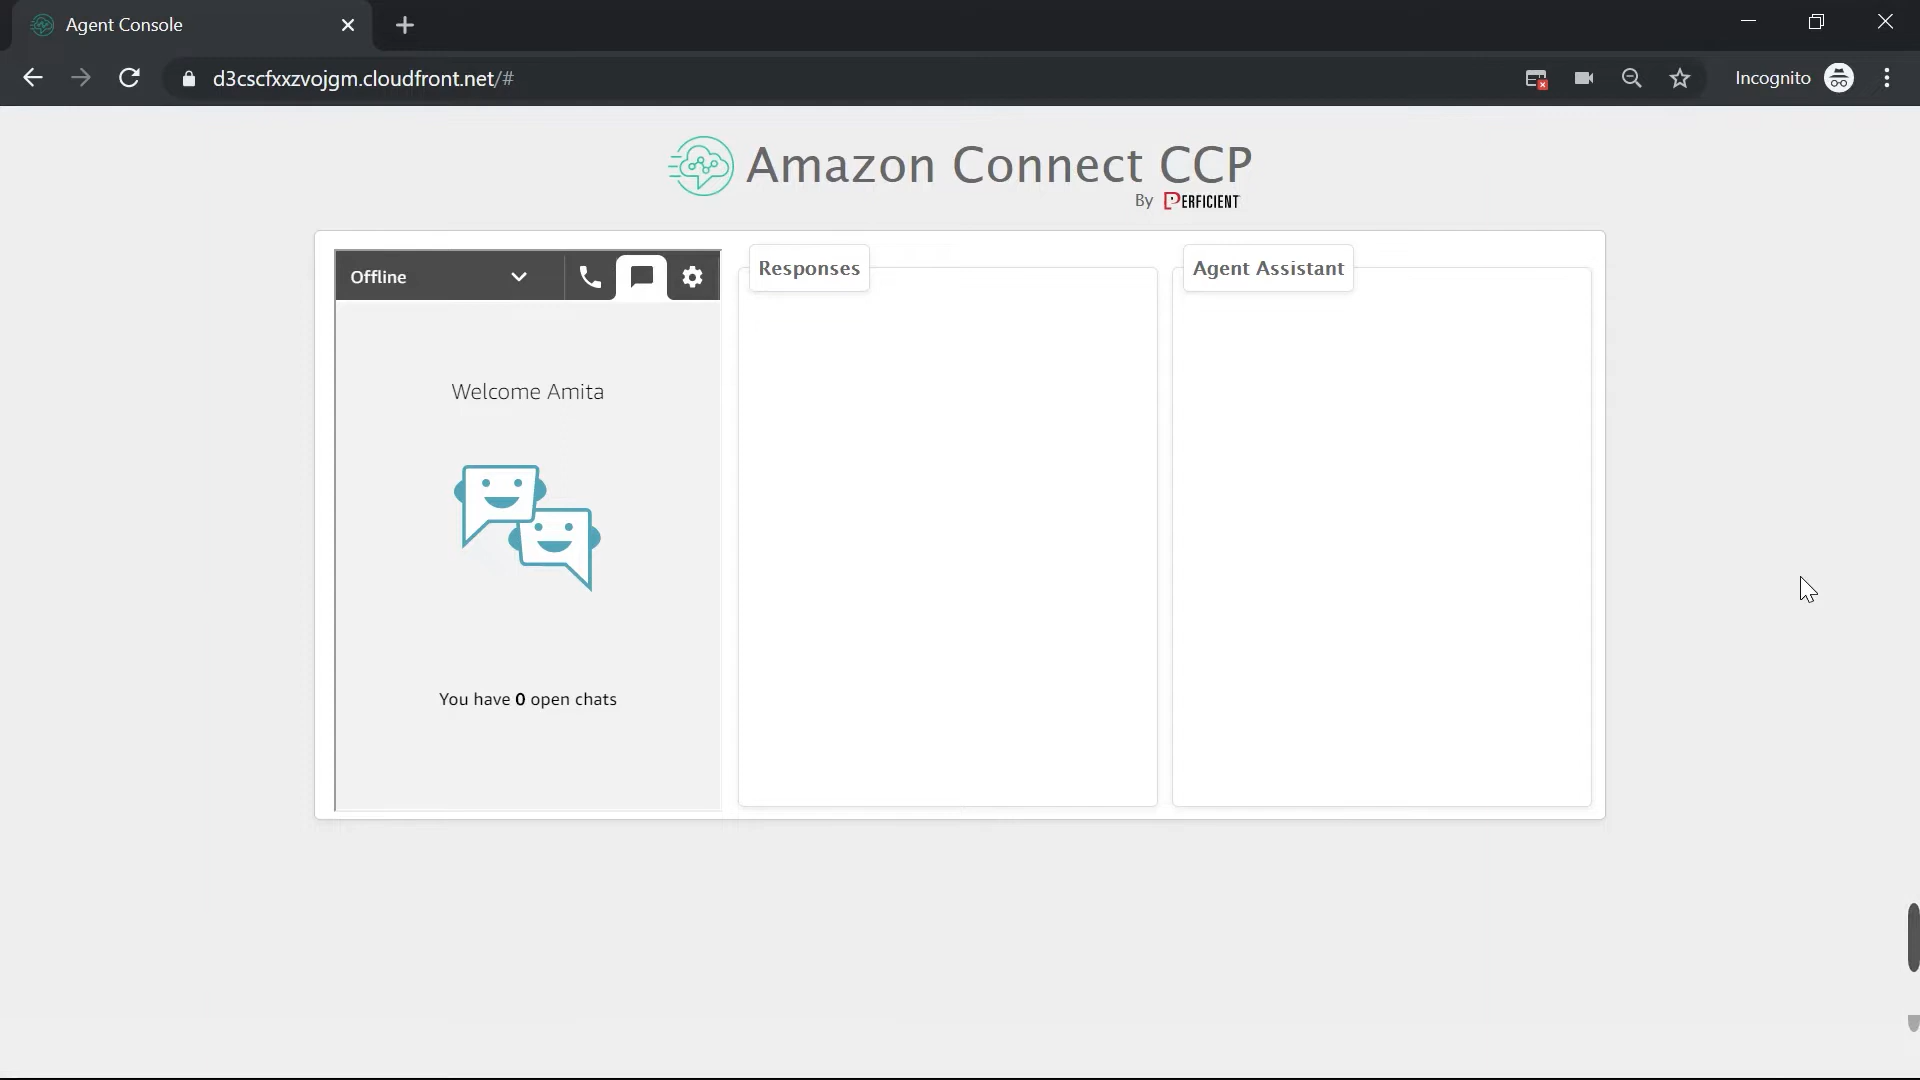 Agent Console
d3cscfxxzvojgm.cloudfront.net/#
Incognito
Amazon Connect CCP
By PERFICIENT
Offline
Responses
Agent Assistant
Welcome Amita
You have 0 open chats